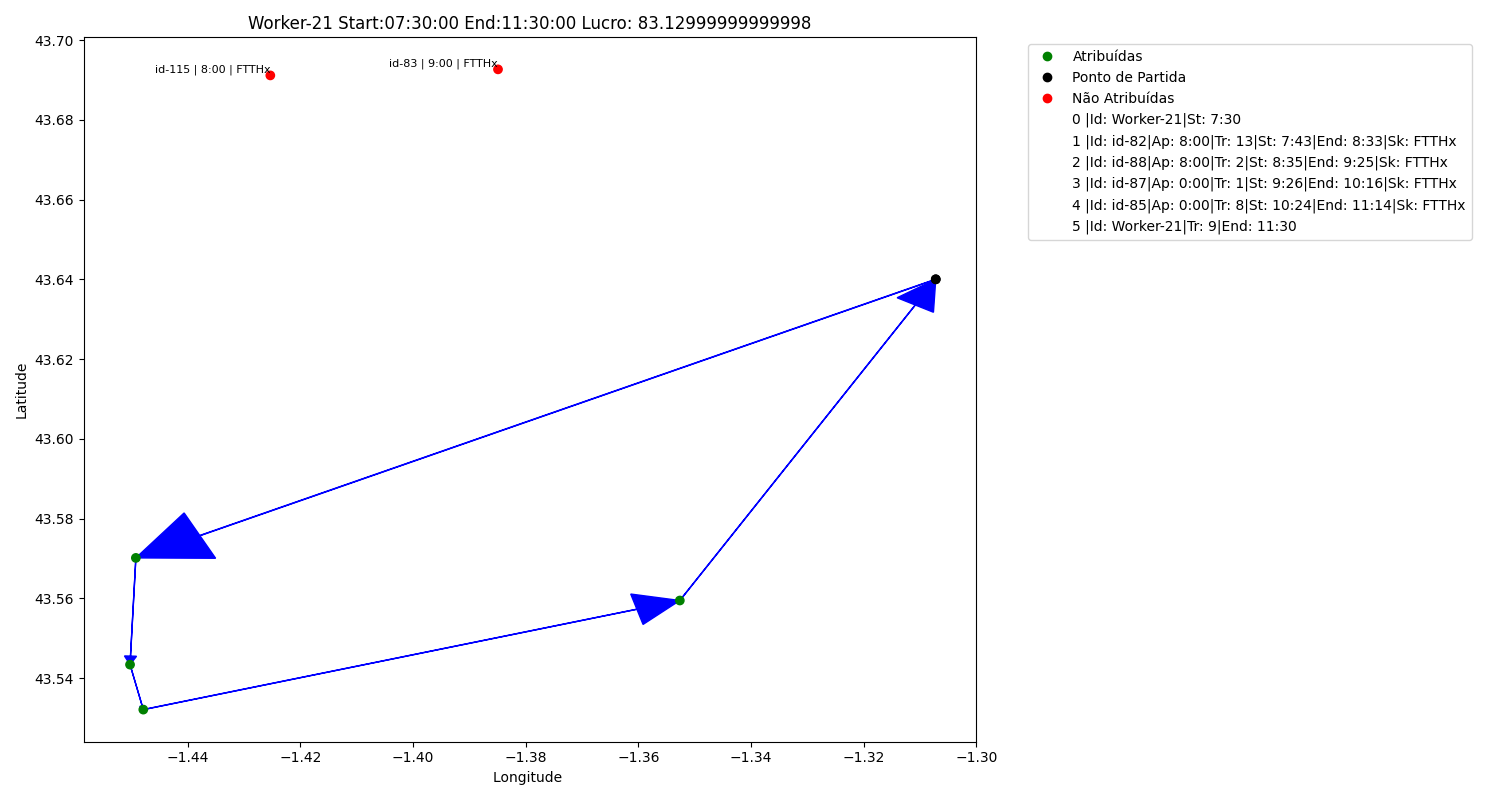 Worker-21 Start:07:30:00 End:11:30:00 Lucro: 83.12999999999998
43.70
43.68
43.66
43.64
43.62
43.60
43.58
43.56
43.54
Latitude
id-115 | 8:00 | FTTHx
id-83 | 9:00 | FTTHx
−1.44
−1.42
−1.40
−1.38
−1.36
−1.34
−1.32
−1.30
Longitude
Atribuídas
Ponto de Partida
Não Atribuídas
0 |Id: Worker-21|St: 7:30
1 |Id: id-82|Ap: 8:00|Tr: 13|St: 7:43|End: 8:33|Sk: FTTHx
2 |Id: id-88|Ap: 8:00|Tr: 2|St: 8:35|End: 9:25|Sk: FTTHx
3 |Id: id-87|Ap: 0:00|Tr: 1|St: 9:26|End: 10:16|Sk: FTTHx
4 |Id: id-85|Ap: 0:00|Tr: 8|St: 10:24|End: 11:14|Sk: FTTHx
5 |Id: Worker-21|Tr: 9|End: 11:30